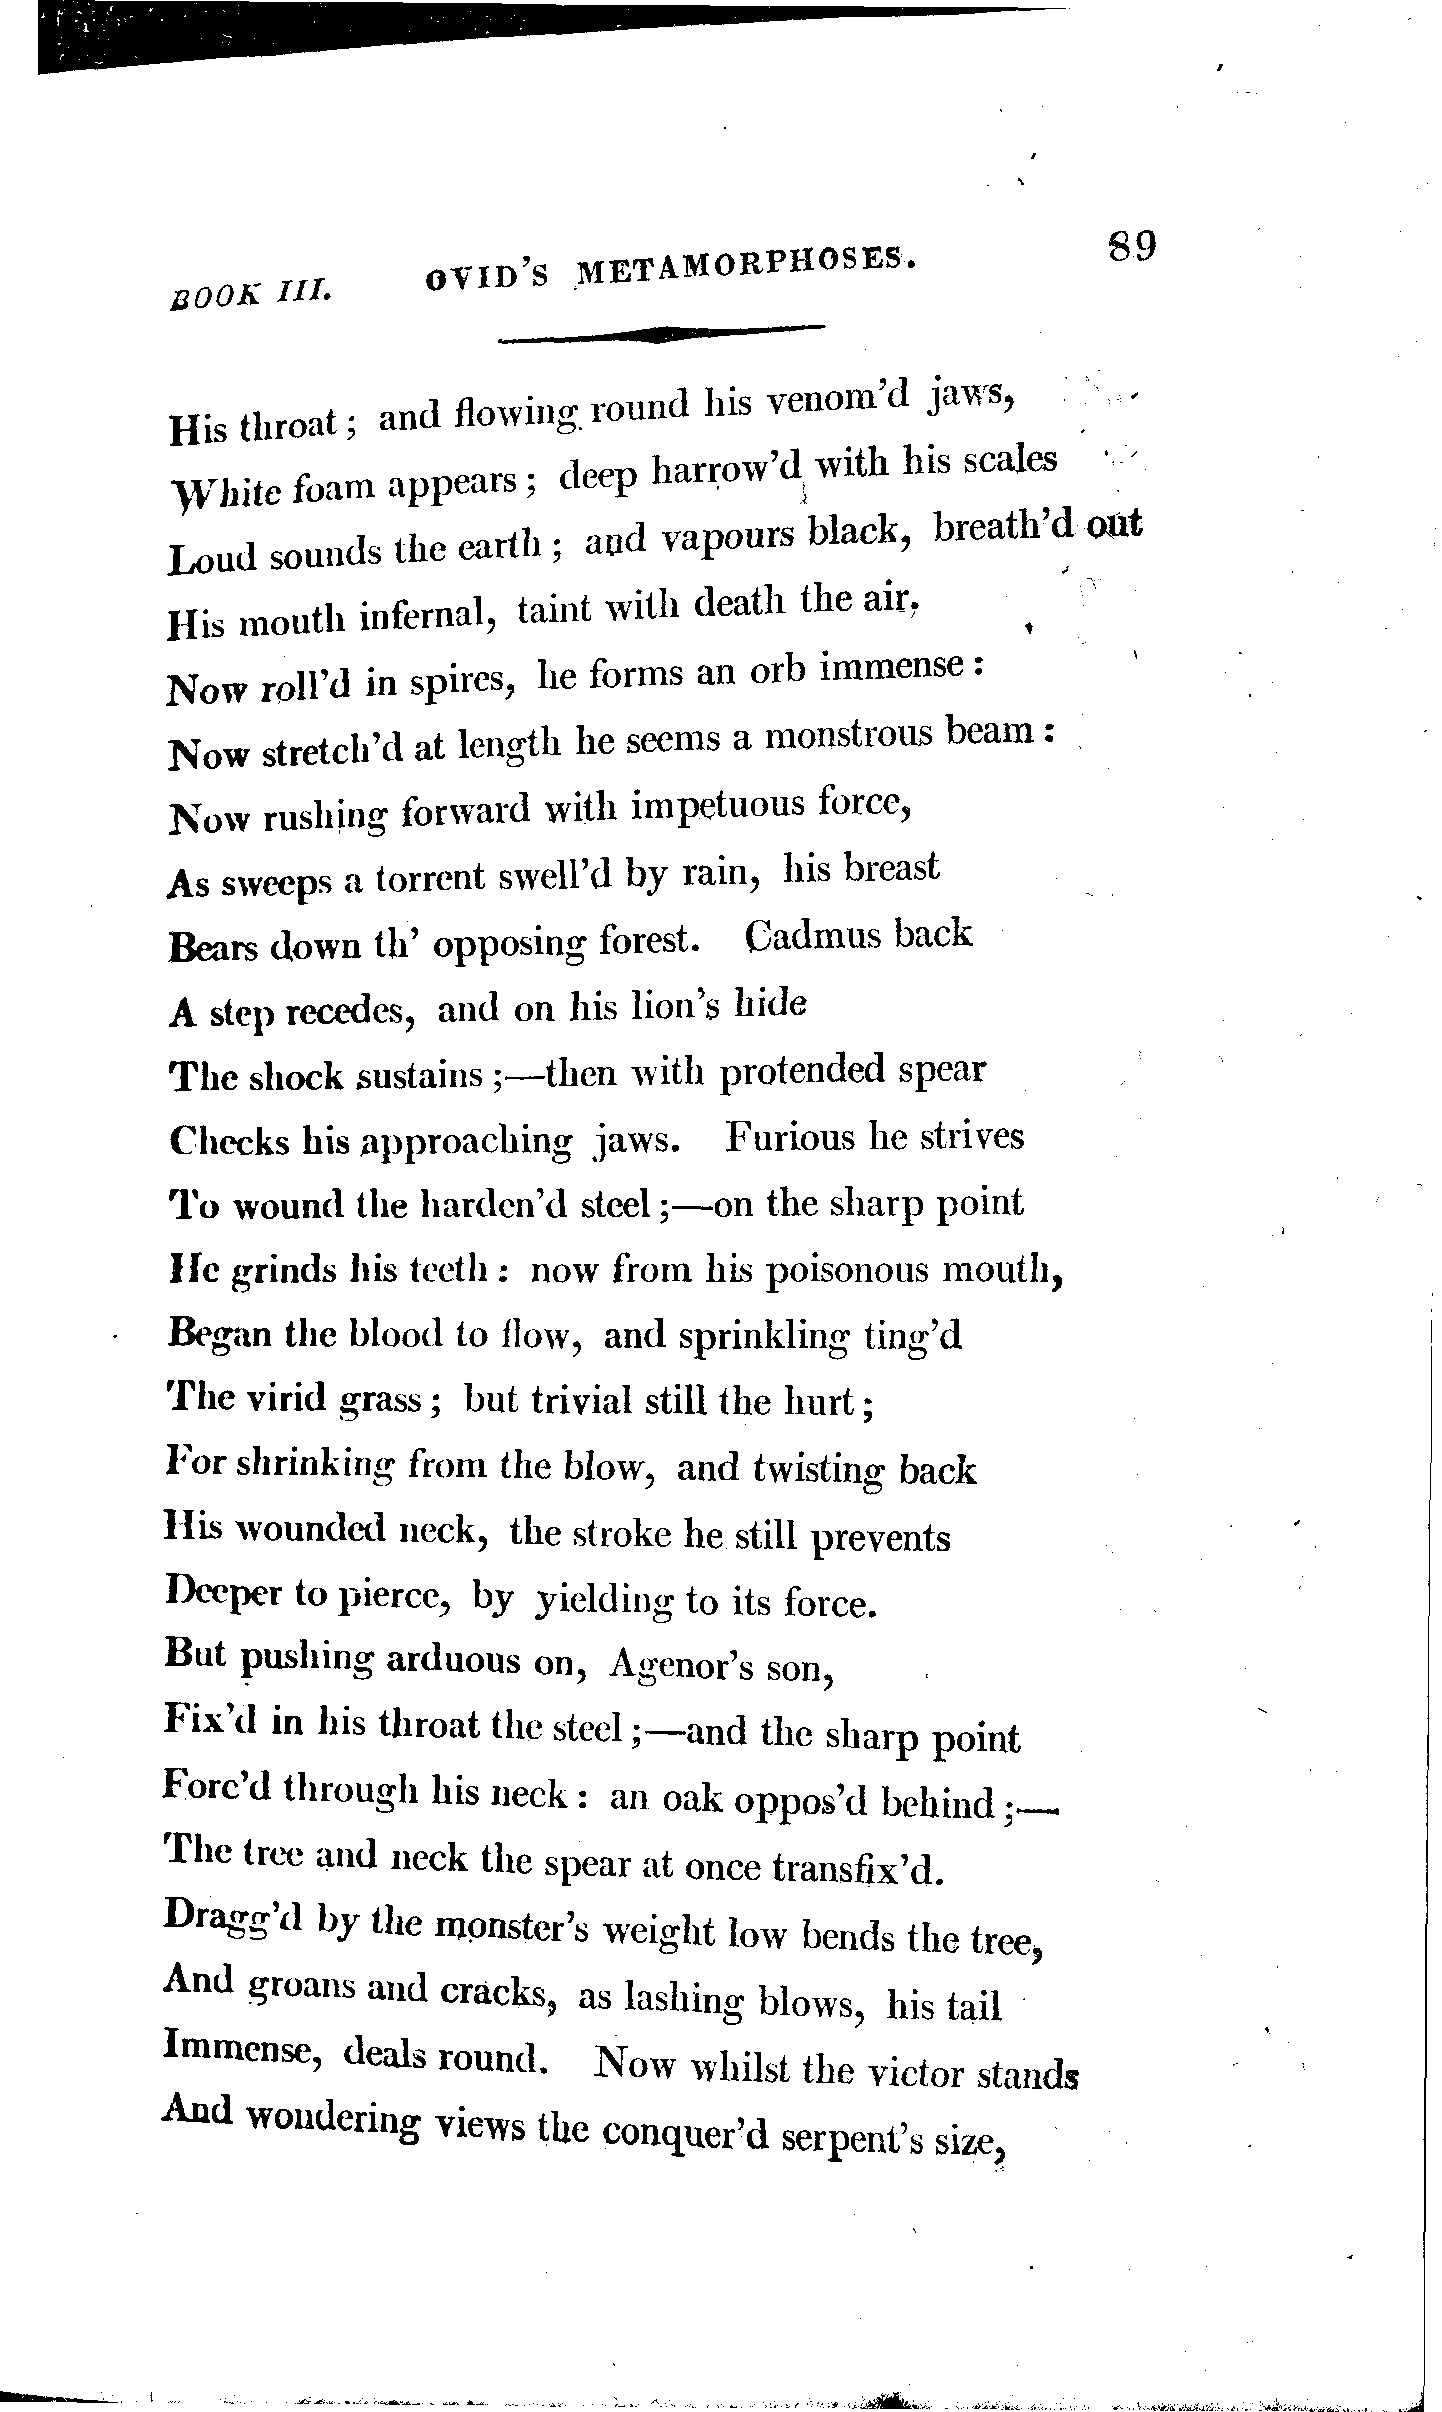 BOOK III. OVID'S METAMORPHOSES. 89
His throat; and flowing round his venom'd jaws,
White foam appears; deep harrow'd with his scales
Loud sounds the earth; and vapours black, breath'd out
His mouth infernal, taint with death the air,
Now roll'd in spires, he forms an orb immense:
Now stretch'd at length he seems a monstrous beam:
Now rushing forward with impetuous force,
As sweeps a torrent swell'd by rain, his breast
Bears down th' opposing forest. Cadmus back
A step recedes, and on his lion's hide
The shock sustains;—then with protended spear
Checks his approaching jaws. Furious he strives
To wound the harden'd steel;—on the sharp point
He grinds his teeth: now from his poisonous mouth,
Began the blood to flow, and sprinkling ting'd
The virid grass; but trivial still the hurt;
For shrinking from the blow, and twisting back
His wounded neck, the stroke he still prevents
Deeper to pierce, by yielding to its force.
But pushing arduous on, Agenor's son,
Fix'd in his throat the steel;—and the sharp point
Forc'd through his neck: an oak oppos'd behind;—
The tree and neck the spear at once transfix'd.
Dragg'd by the monster's weight low bends the tree,
And groans and cracks, as lashing blows, his tail
Immense, deals round. Now whilst the victor stands
And wondering views the conquer'd serpent's size,